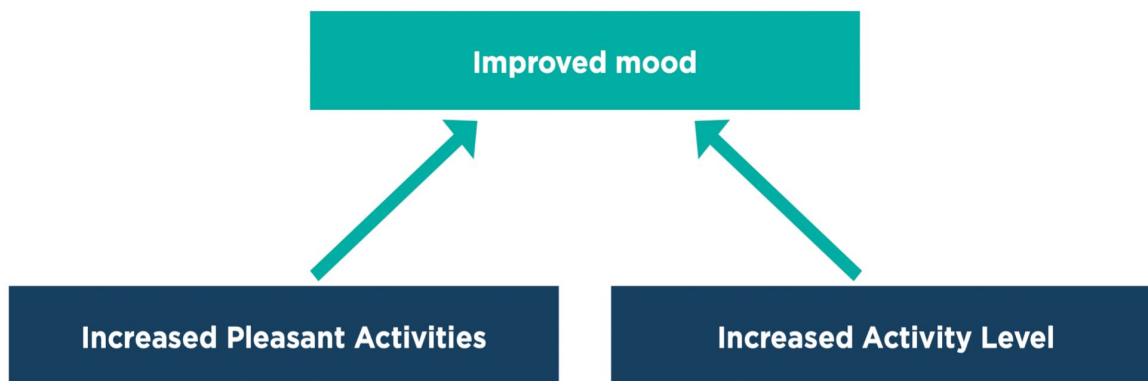 Improved mood
Increased Pleasant Activities
Increased Activity Level